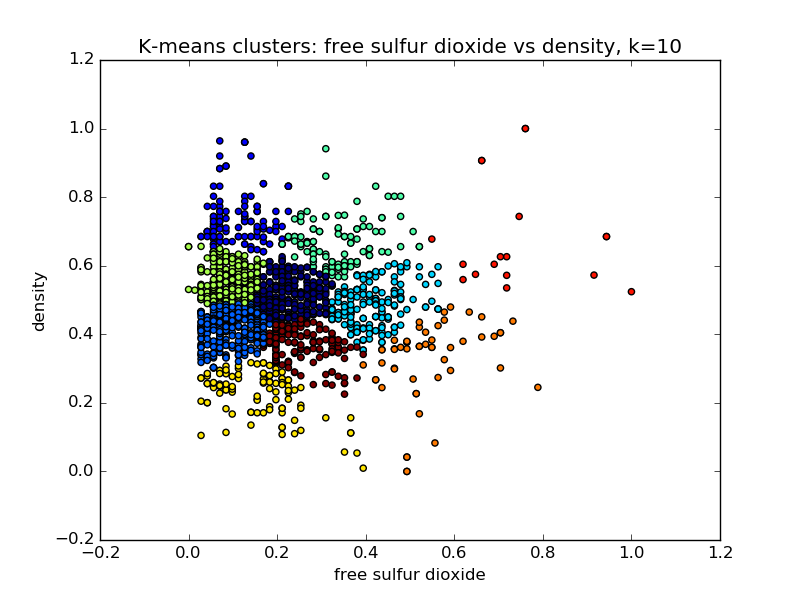 K-means clusters: free sulfur dioxide vs density, k=10
1.2
1.0
0.8
0.6
0.4
0.2
0.0
−0.2
density
−0.2 0.0 0.2 0.4 0.6 0.8 1.0 1.2
free sulfur dioxide